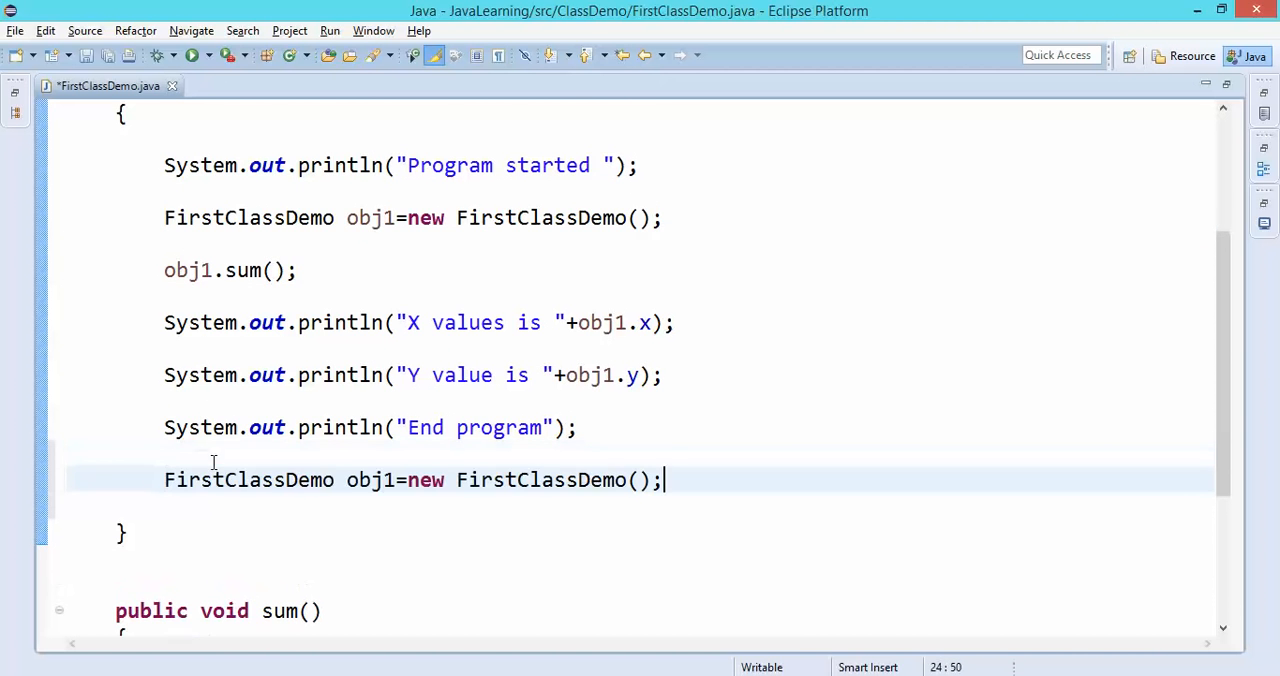 Java - JavaLearning/src/ClassDemo/FirstClassDemo.java - Eclipse Platform
File Edit Source Refactor Navigate Search Project Run Window Help
Quick Access Resource Java
*FirstClassDemo.java
{
System.out.println("Program started ");
FirstClassDemo obj1=new FirstClassDemo();
obj1.sum();
System.out.println("X values is "+obj1.x);
System.out.println("Y value is "+obj1.y);
System.out.println("End program");
FirstClassDemo obj1=new FirstClassDemo();
}
public void sum()
{
Writable Smart Insert 24:50